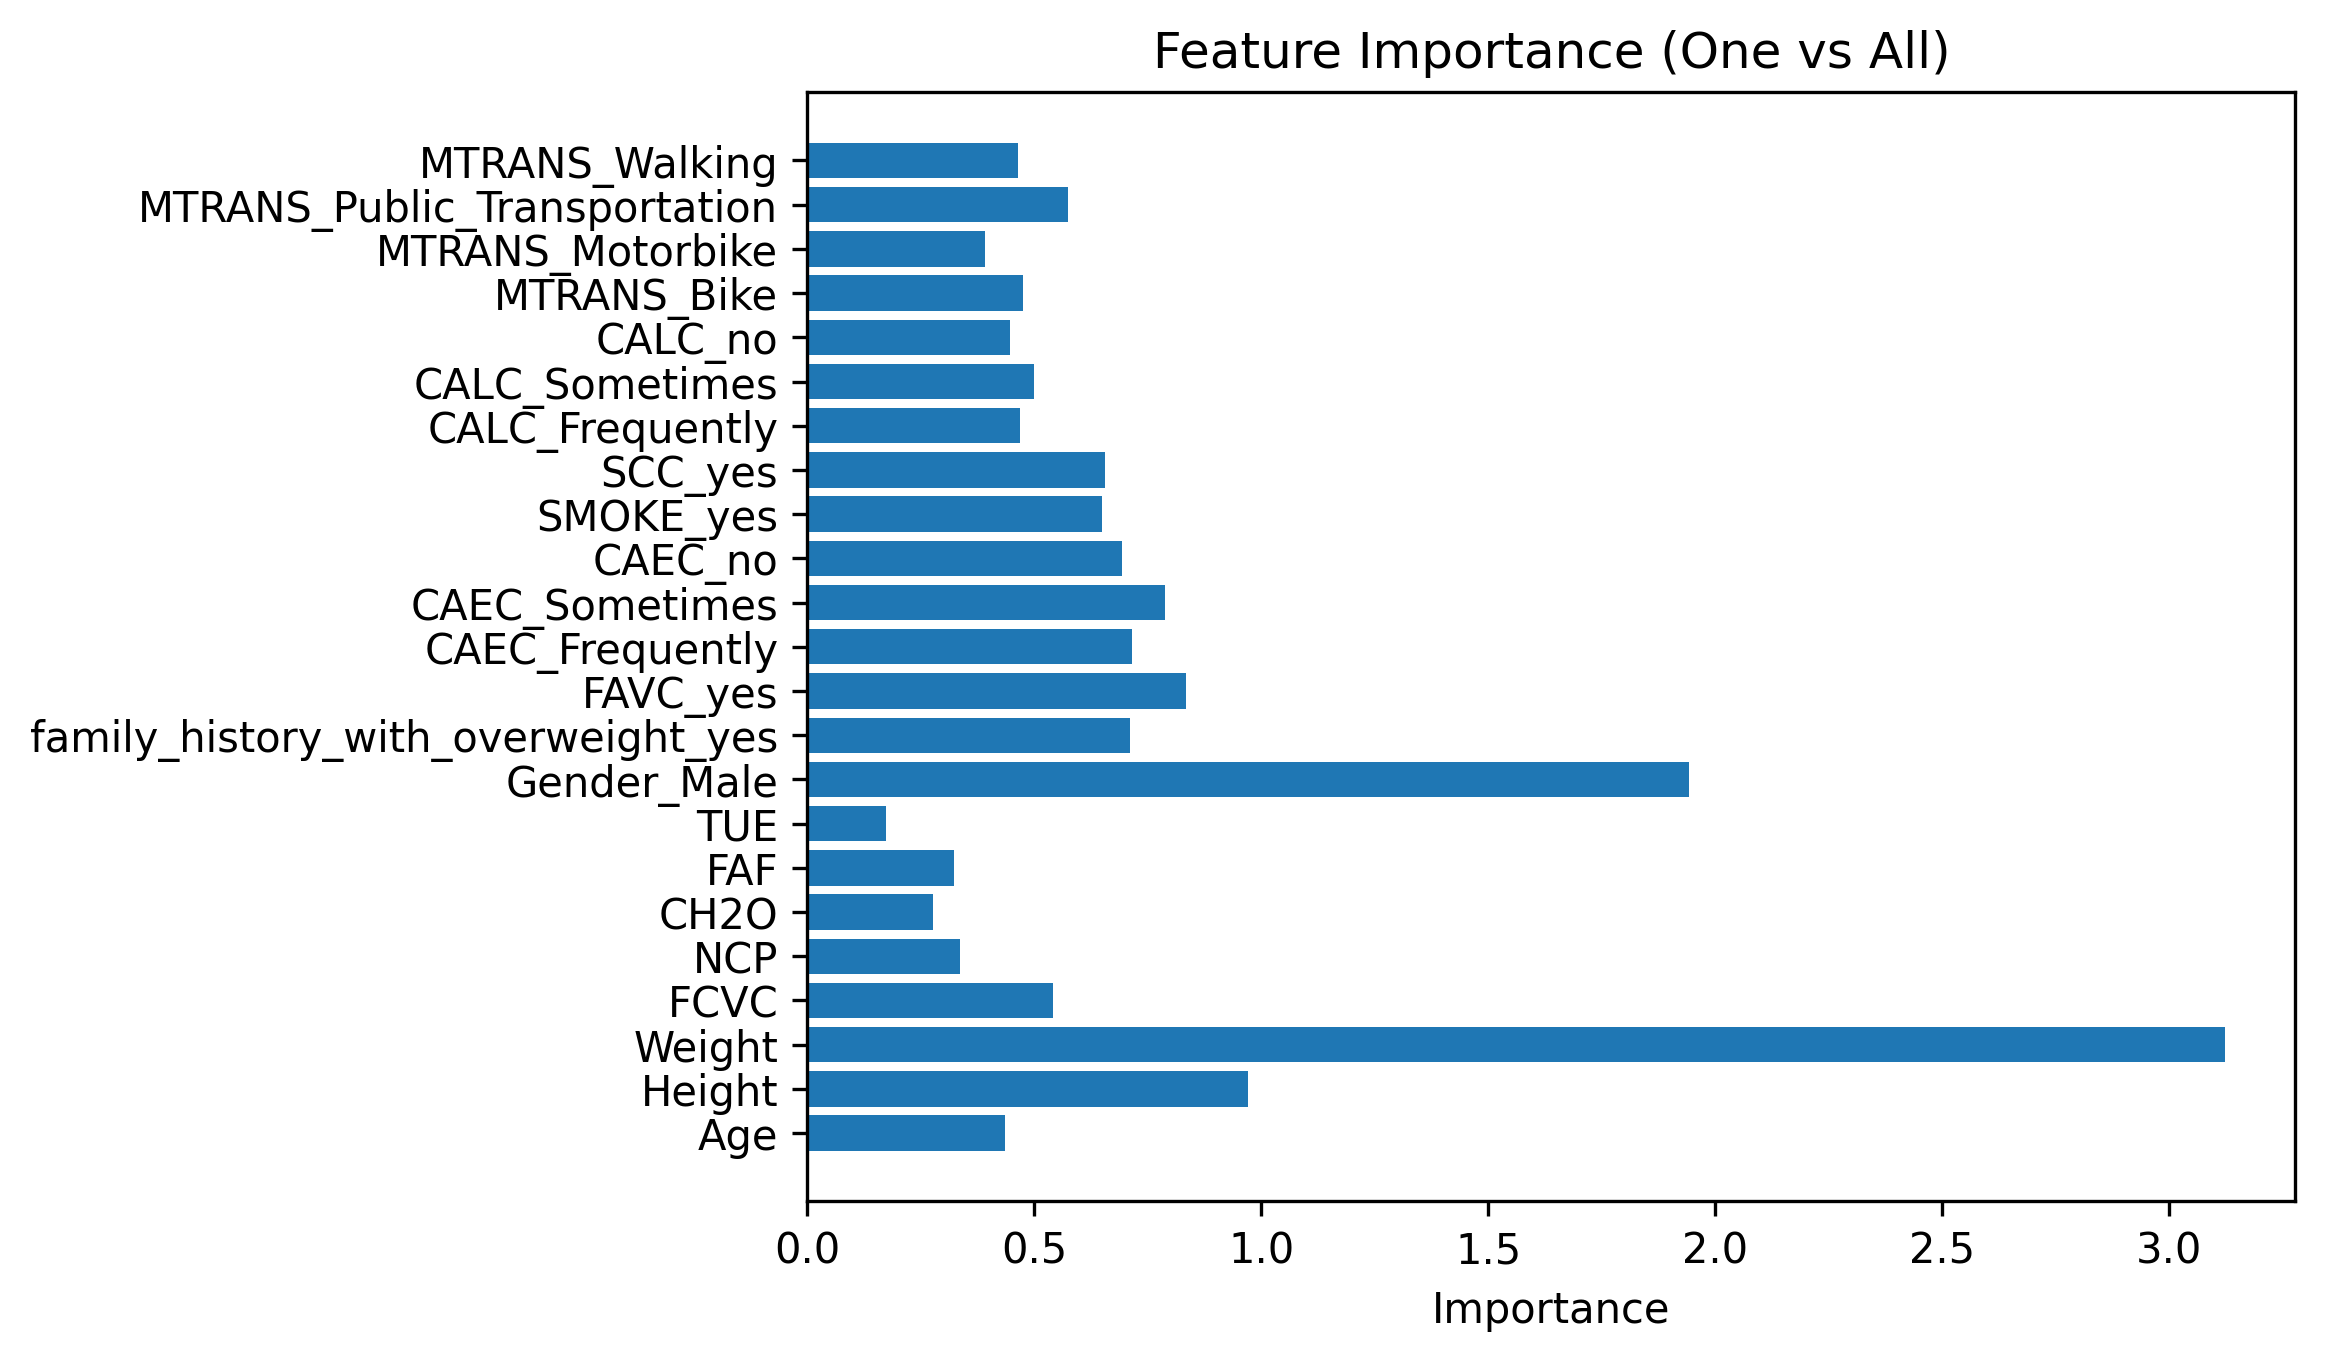 Feature Importance (One vs All)
MTRANS_Walking
MTRANS_Public_Transportation
MTRANS_Motorbike
MTRANS_Bike
CALC_no
CALC_Sometimes
CALC_Frequently
SCC_yes
SMOKE_yes
CAEC_no
CAEC_Sometimes
CAEC_Frequently
FAVC_yes
family_history_with_overweight_yes
Gender_Male
TUE
FAF
CH2O
NCP
FCVC
Weight
Height
Age
0.0 0.5 1.0 1.5 2.0 2.5 3.0
Importance